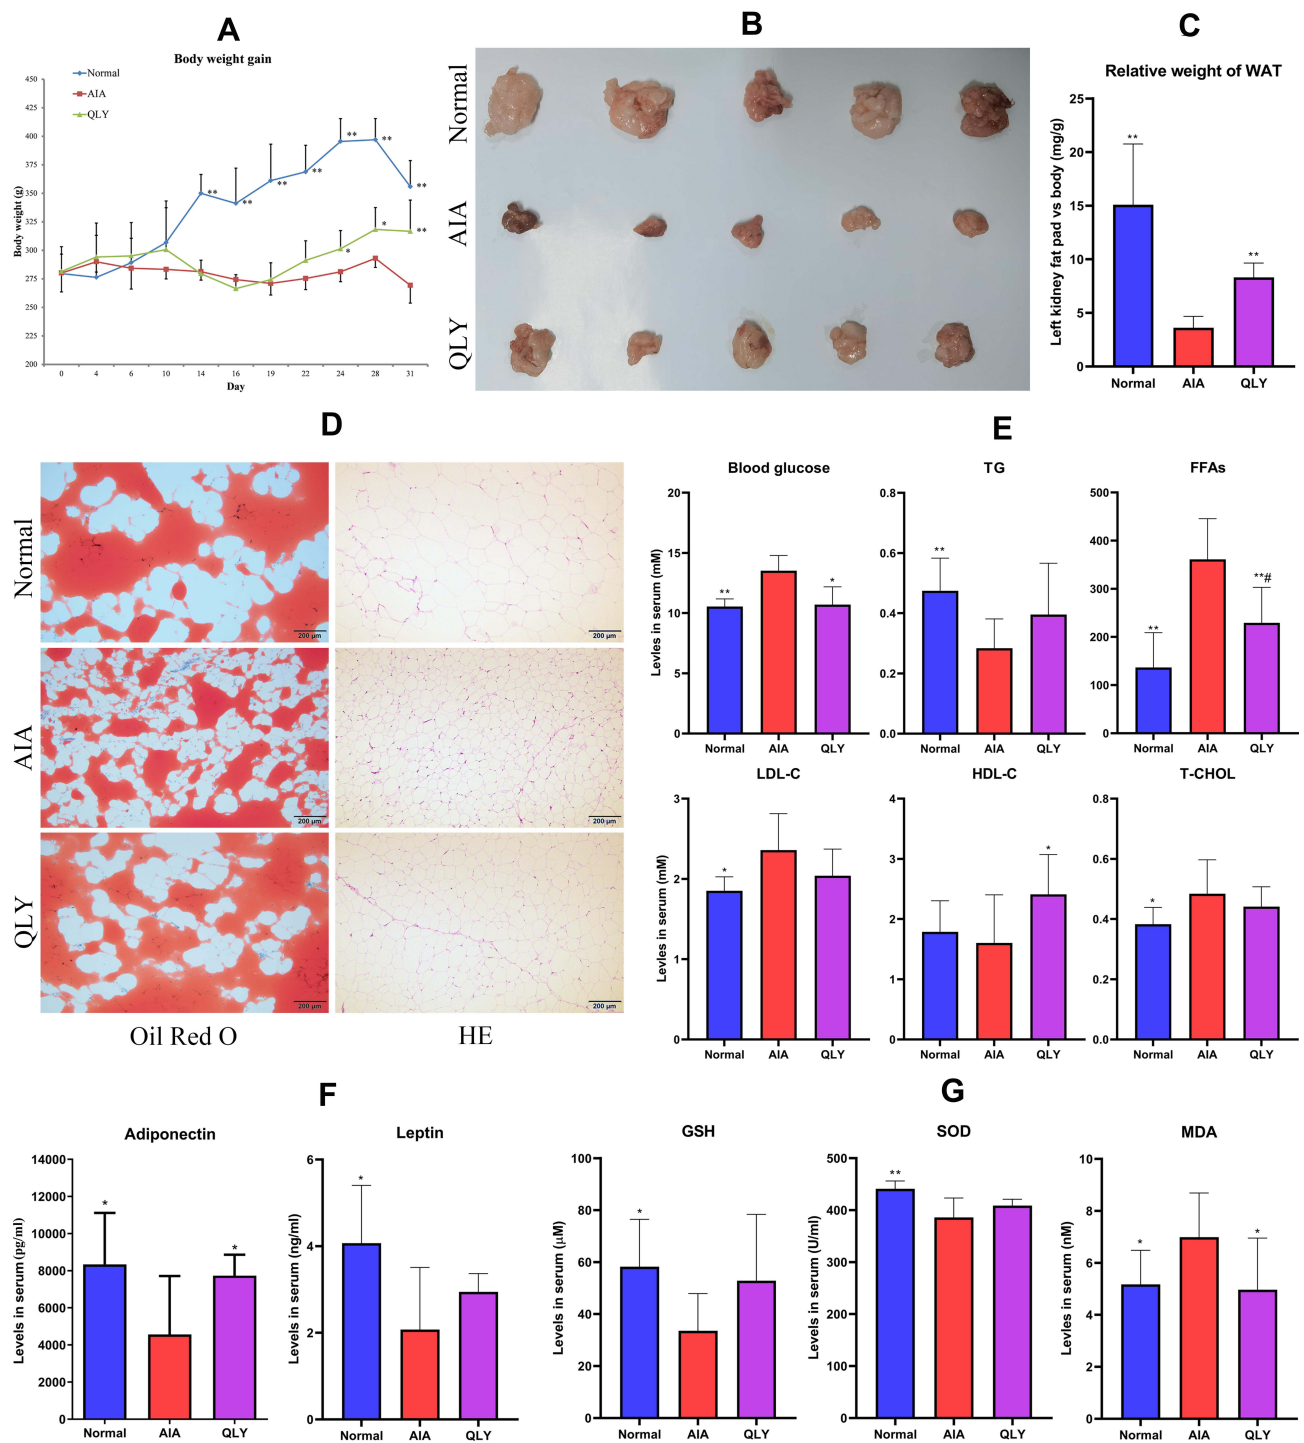 A
Body weight gain
Normal
AIA
QLY
Body weight (g)
450
425
400
375
350
325
300
275
250
225
200
** ** ** ** ** ** **
* * **
0 4 6 10 14 16 19 22 24 28 31
Day
B
Normal
AIA
QLY
C
Relative weight of WAT
Left kidney fat pad vs body (mg/g)
25
20
15
10
5
0
** **
Normal AIA QLY
D
Normal
AIA
QLY
200 μm 200 μm
200 μm 200 μm
200 μm 200 μm
Oil Red O HE
E
Blood glucose
Levles in serum (mM)
20
15
10
5
0
** *
Normal AIA QLY
TG
0.8
0.6
0.4
0.2
0.0
**
Normal AIA QLY
FFAs
500
400
300
200
100
0
** **#
Normal AIA QLY
LDL-C
Levles in serum (mM)
3
2
1
0
*
Normal AIA QLY
HDL-C
4
3
2
1
0
*
Normal AIA QLY
T-CHOL
0.8
0.6
0.4
0.2
0.0
*
Normal AIA QLY
F
Adiponectin
Levels in serum (pg/ml)
14000
12000
10000
8000
6000
4000
2000
0
* *
Normal AIA QLY
Leptin
Levels in serum (ng/ml)
6
4
2
0
*
Normal AIA QLY
G
GSH
Levels in serum (μM)
100
80
60
40
20
0
*
Normal AIA QLY
SOD
Levels in serum (U/ml)
500
400
300
200
100
0
**
Normal AIA QLY
MDA
Levles in serum (nM)
10
8
6
4
2
0
* *
Normal AIA QLY